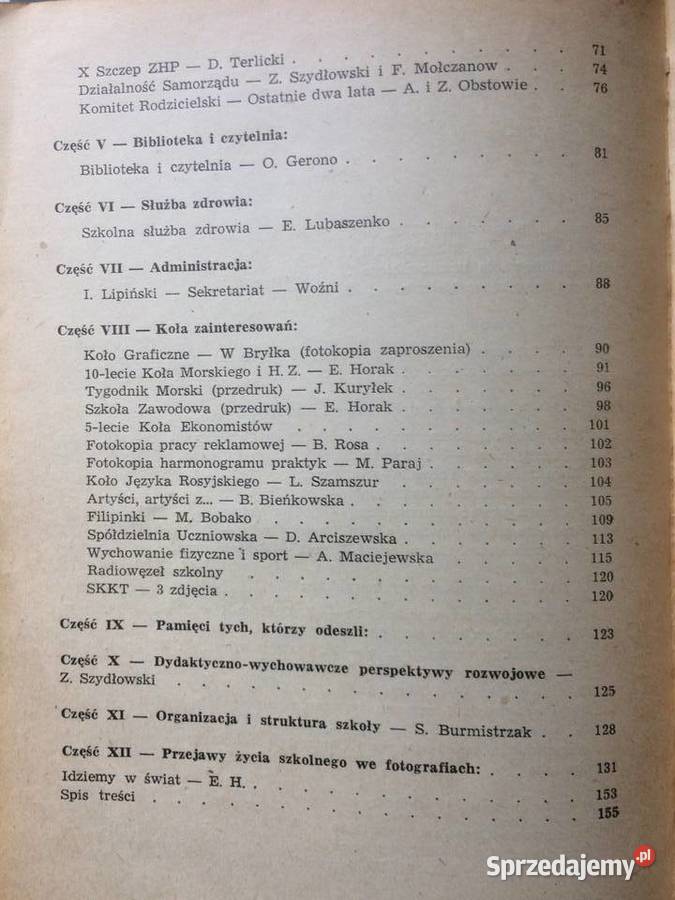 X Szczep ZHP — D. Terlicki . . . . . . . . . . . 71
Działalność Samorządu — Z. Szydłowski i F. Mołczanow . . . 74
Komitet Rodzicielski — Ostatnie dwa lata — A. i Z. Obstowie . . 76
Część V — Biblioteka i czytelnia:
Biblioteka i czytelnia — O. Gerono . . . . . . . . . 81
Część VI — Służba zdrowia:
Szkolna służba zdrowia — E. Lubaszenko . . . . . . . 85
Część VII — Administracja:
I. Lipiński — Sekretariat — Woźni . . . . . . . . . 88
Część VIII — Koła zainteresowań:
Koło Graficzne — W Bryłka (fotokopia zaproszenia) . . . . 90
10-lecie Koła Morskiego i H. Z. — E. Horak . . . . . . . 91
Tygodnik Morski (przedruk) — J. Kuryłek . . . . . . . 96
Szkoła Zawodowa (przedruk) — E. Horak . . . . . . . 98
5-lecie Koła Ekonomistów . . . . . . . . . . . 101
Fotokopia pracy reklamowej — B. Rosa . . . . . . . . 102
Fotokopia harmonogramu praktyk — M. Paraj . . . . . . 103
Koło Języka Rosyjskiego — L. Szamszur . . . . . . . 104
Artyści, artyści z... — B. Bieńkowska . . . . . . . . . 105
Filipinki — M. Bobako . . . . . . . . . . . . 109
Spółdzielnia Uczniowska — D. Arciszewska . . . . . . . 113
Wychowanie fizyczne i sport — A. Maciejewska . . . . . 115
Radiowęzeł szkolny . . . . . . . . . . . . . 120
SKKT — 3 zdjęcia . . . . . . . . . . . . . . 120
Część IX — Pamięci tych, którzy odeszli: . . . . . . . . 123
Część X — Dydaktyczno-wychowawcze perspektywy rozwojowe —
Z. Szydłowski . . . . . . . . . . . . . . . . 125
Część XI — Organizacja i struktura szkoły — S. Burmistrzak . . 128
Część XII — Przejawy życia szkolnego we fotografiach: . . . . 131
Idziemy w świat — E. H. . . . . . . . . . . . . . 153
Spis treści . . . . . . . . . . . . . . . . . 155
Sprzedajemy.pl